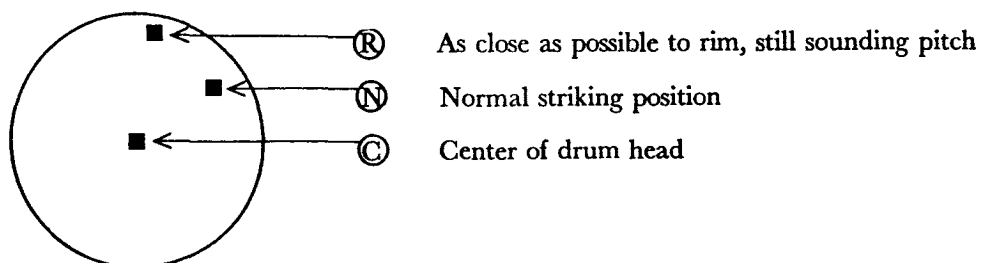 Ⓡ As close as possible to rim, still sounding pitch
Ⓝ Normal striking position
Ⓒ Center of drum head